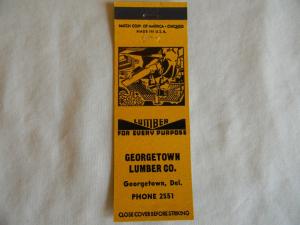 MATCH CORP. OF AMERICA - CHICAGO
MADE IN U.S.A.
LUMBER
FOR EVERY PURPOSE
GEORGETOWN
LUMBER CO.
Georgetown, Del.
PHONE 2551
CLOSE COVER BEFORE STRIKING